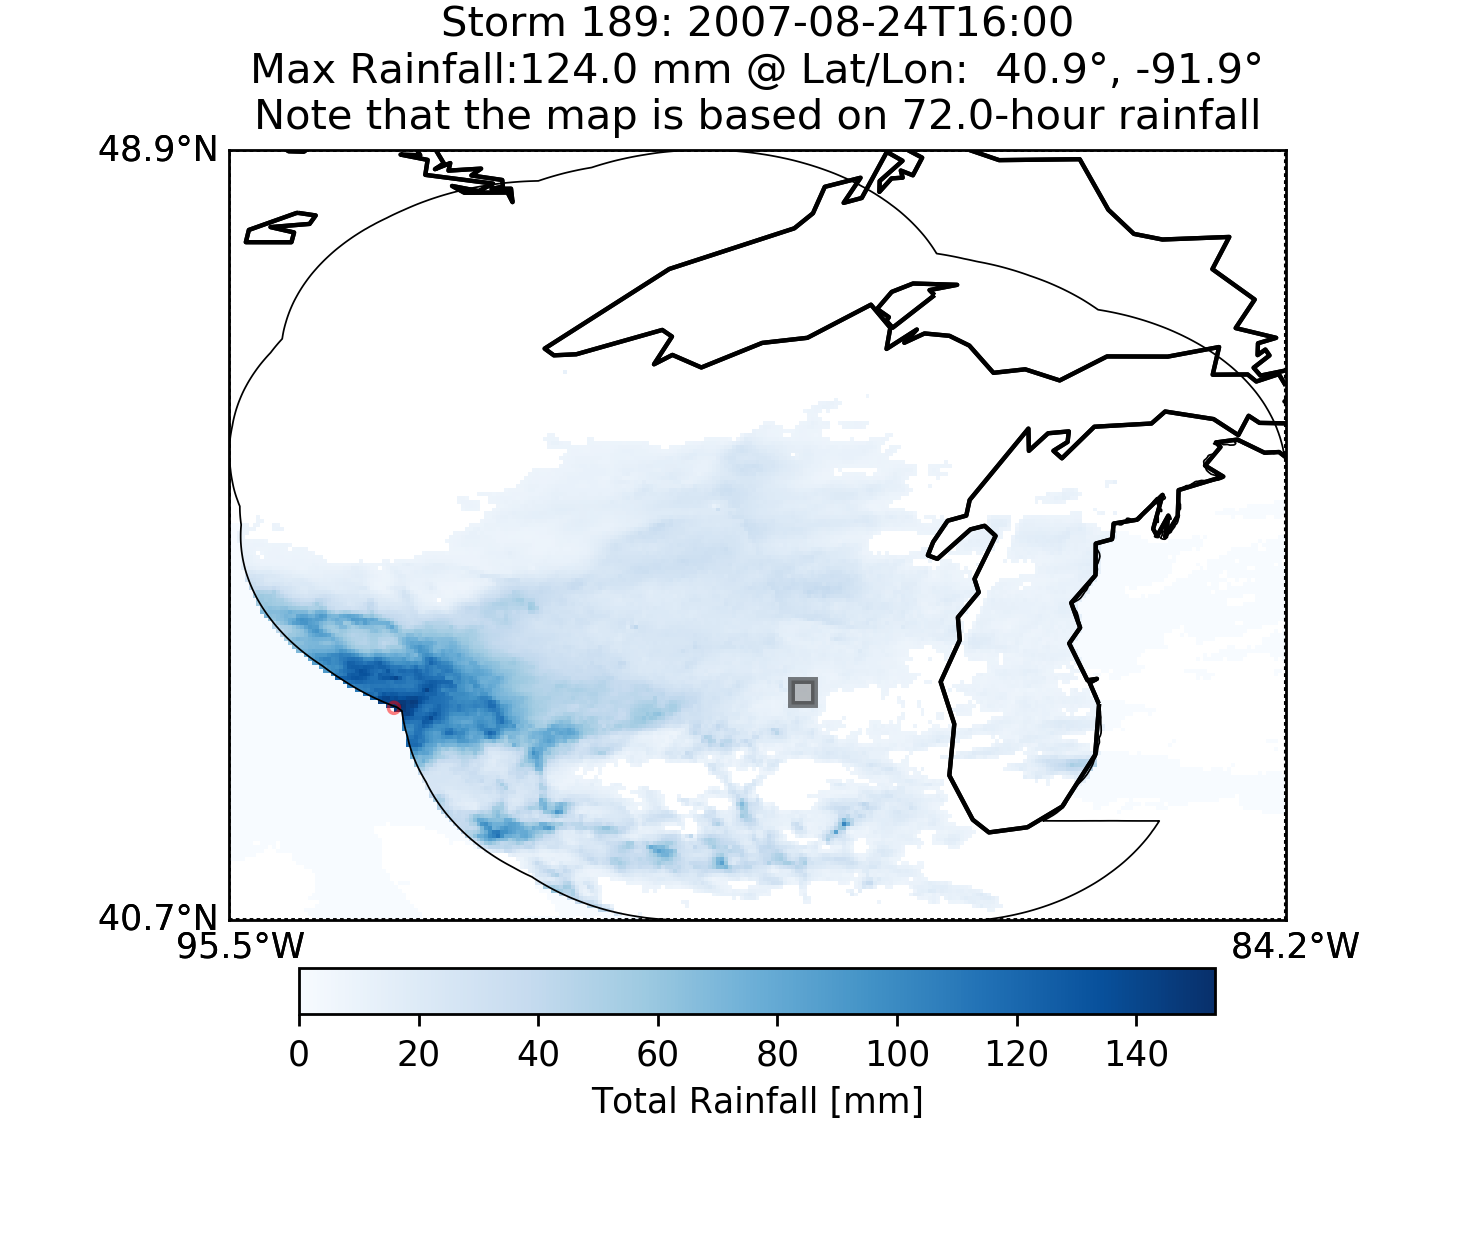 Storm 189: 2007-08-24T16:00
Max Rainfall:124.0 mm @ Lat/Lon:  40.9°, -91.9°
Note that the map is based on 72.0-hour rainfall
48.9°N
40.7°N
95.5°W 84.2°W
0 20 40 60 80 100 120 140
Total Rainfall [mm]